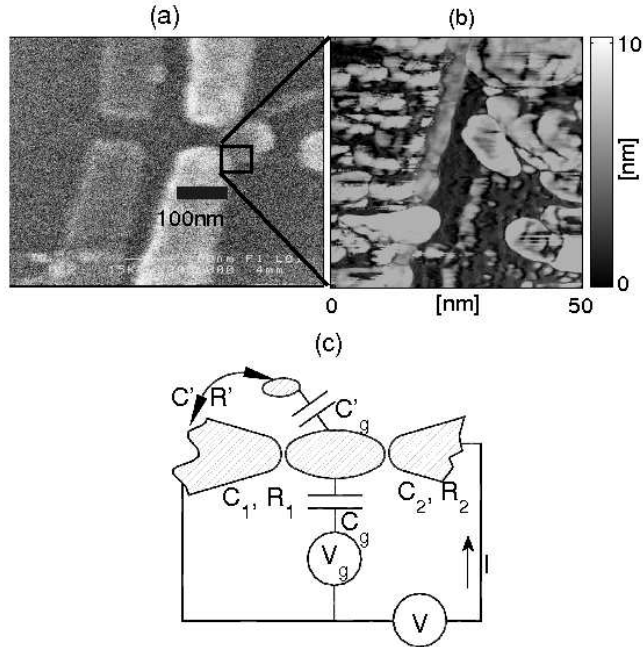 (a)
(b)
10
[nm]
0
100nm
0 [nm] 50
(c)
C' R'
C'g
C1, R1
C2, R2
Cg
Vg
I
V